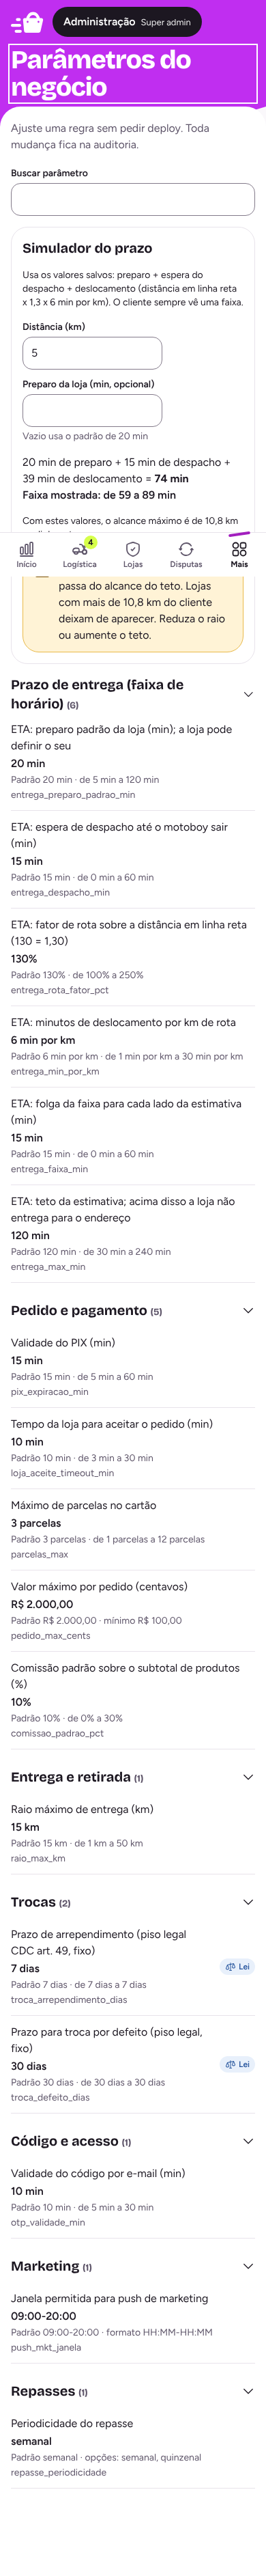 Administração Super admin
Parâmetros do
negócio
Ajuste uma regra sem pedir deploy. Toda
mudança fica na auditoria.
Buscar parâmetro
Simulador do prazo
Usa os valores salvos: preparo + espera do
despacho + deslocamento (distância em linha reta
x 1,3 x 6 min por km). O cliente sempre vê uma faixa.
Distância (km)
5
Preparo da loja (min, opcional)
Vazio usa o padrão de 20 min
20 min de preparo + 15 min de despacho +
39 min de deslocamento = 74 min
Faixa mostrada: de 59 a 89 min
Com estes valores, o alcance máximo é de 10,8 km
4
Início
Logística
Lojas
Disputas
Mais
passa do alcance do teto. Lojas
com mais de 10,8 km do cliente
deixam de aparecer. Reduza o raio
ou aumente o teto.
Prazo de entrega (faixa de
horário) (6)
ETA: preparo padrão da loja (min); a loja pode
definir o seu
20 min
Padrão 20 min · de 5 min a 120 min
entrega_preparo_padrao_min
ETA: espera de despacho até o motoboy sair
(min)
15 min
Padrão 15 min · de 0 min a 60 min
entrega_despacho_min
ETA: fator de rota sobre a distância em linha reta
(130 = 1,30)
130%
Padrão 130% · de 100% a 250%
entrega_rota_fator_pct
ETA: minutos de deslocamento por km de rota
6 min por km
Padrão 6 min por km · de 1 min por km a 30 min por km
entrega_min_por_km
ETA: folga da faixa para cada lado da estimativa
(min)
15 min
Padrão 15 min · de 0 min a 60 min
entrega_faixa_min
ETA: teto da estimativa; acima disso a loja não
entrega para o endereço
120 min
Padrão 120 min · de 30 min a 240 min
entrega_max_min
Pedido e pagamento (5)
Validade do PIX (min)
15 min
Padrão 15 min · de 5 min a 60 min
pix_expiracao_min
Tempo da loja para aceitar o pedido (min)
10 min
Padrão 10 min · de 3 min a 30 min
loja_aceite_timeout_min
Máximo de parcelas no cartão
3 parcelas
Padrão 3 parcelas · de 1 parcelas a 12 parcelas
parcelas_max
Valor máximo por pedido (centavos)
R$ 2.000,00
Padrão R$ 2.000,00 · mínimo R$ 100,00
pedido_max_cents
Comissão padrão sobre o subtotal de produtos
(%)
10%
Padrão 10% · de 0% a 30%
comissao_padrao_pct
Entrega e retirada (1)
Raio máximo de entrega (km)
15 km
Padrão 15 km · de 1 km a 50 km
raio_max_km
Trocas (2)
Prazo de arrependimento (piso legal
CDC art. 49, fixo)
7 dias
Lei
Padrão 7 dias · de 7 dias a 7 dias
troca_arrependimento_dias
Prazo para troca por defeito (piso legal,
fixo)
30 dias
Lei
Padrão 30 dias · de 30 dias a 30 dias
troca_defeito_dias
Código e acesso (1)
Validade do código por e-mail (min)
10 min
Padrão 10 min · de 5 min a 30 min
otp_validade_min
Marketing (1)
Janela permitida para push de marketing
09:00-20:00
Padrão 09:00-20:00 · formato HH:MM-HH:MM
push_mkt_janela
Repasses (1)
Periodicidade do repasse
semanal
Padrão semanal · opções: semanal, quinzenal
repasse_periodicidade